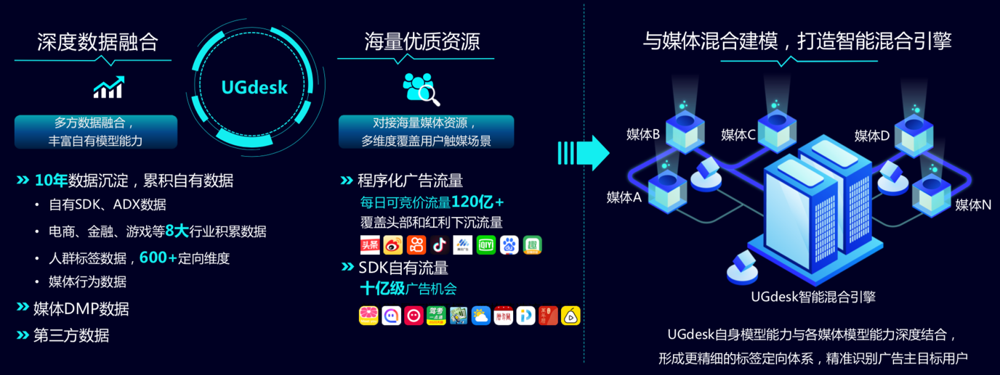 深度数据融合
多方数据融合，
丰富自有模型能力
10年数据沉淀，累积自有数据
• 自有SDK、ADX数据
• 电商、金融、游戏等8大行业积累数据
• 人群标签数据，600+定向维度
• 媒体行为数据
媒体DMP数据
第三方数据
UGdesk
海量优质资源
对接海量媒体资源，
多维度覆盖用户触媒场景
程序化广告流量
每日可竞价流量120亿+
覆盖头部和红利下沉流量
头条
QIY
du
趣
SDK自有流量
十亿级广告机会
驾考
一点通
与媒体混合建模，打造智能混合引擎
媒体B
媒体C
媒体D
媒体A
媒体N
UGdesk智能混合引擎
UGdesk自身模型能力与各媒体模型能力深度结合，
形成更精细的标签定向体系，精准识别广告主目标用户